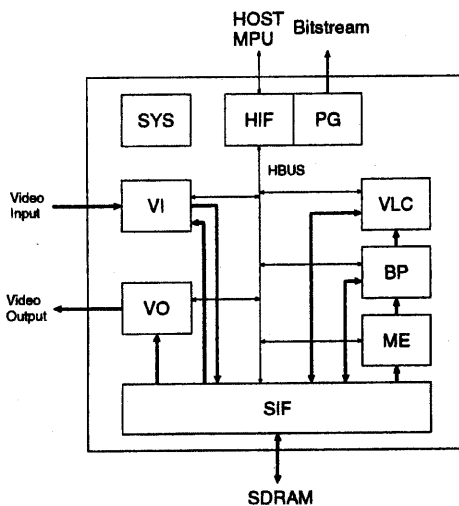 HOST
MPU
Bitstream
SYS
HIF
PG
HBUS
Video
Input
VI
VLC
BP
Video
Output
VO
ME
SIF
SDRAM